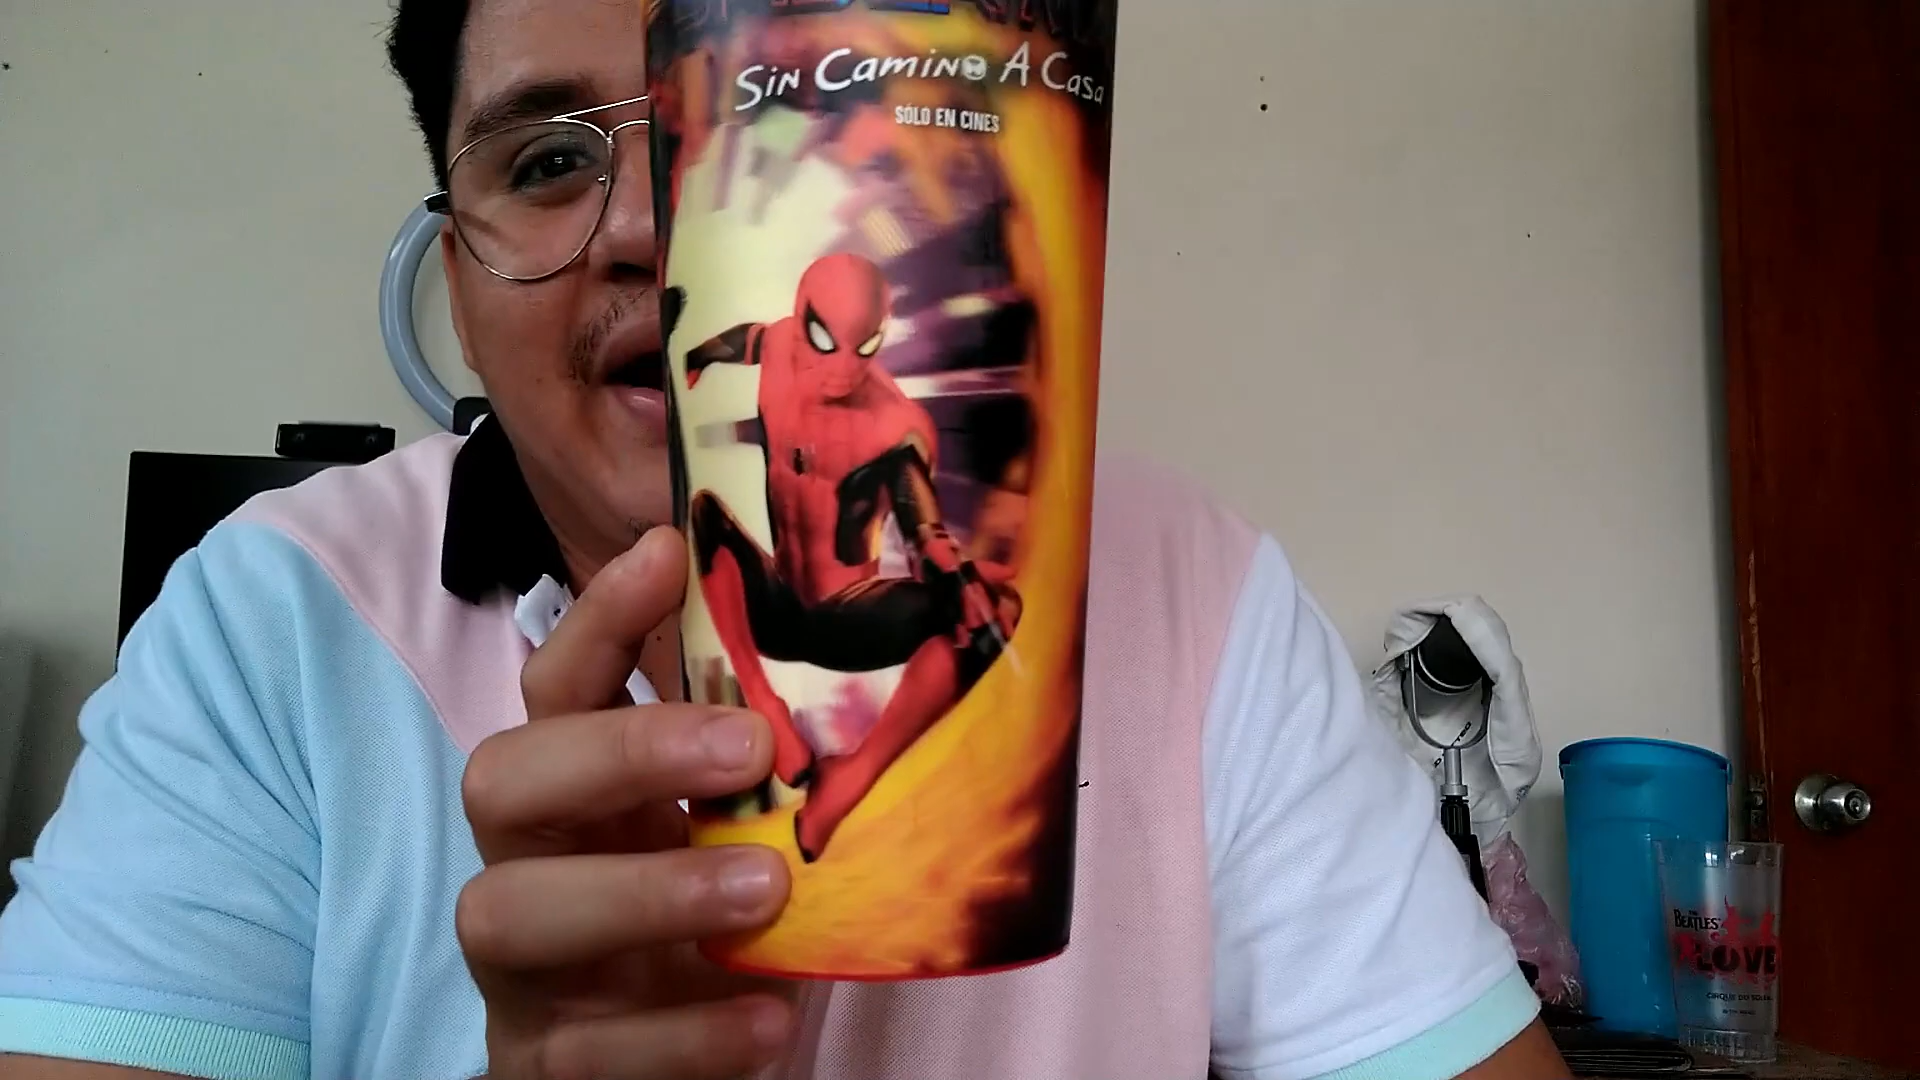 Sin Camino A Casa
SÓLO EN CINES
THE
BEATLES
LOVE
CIRQUE DU SOLEIL